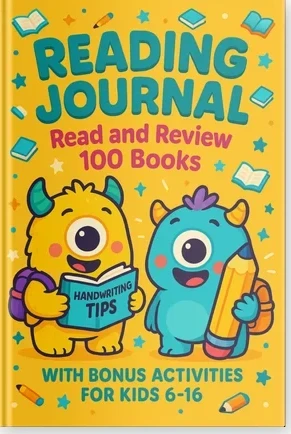 READING
JOURNAL
Read and Review
100 Books
HANDWRITING
TIPS
WITH BONUS ACTIVITIES
FOR KIDS 6-16